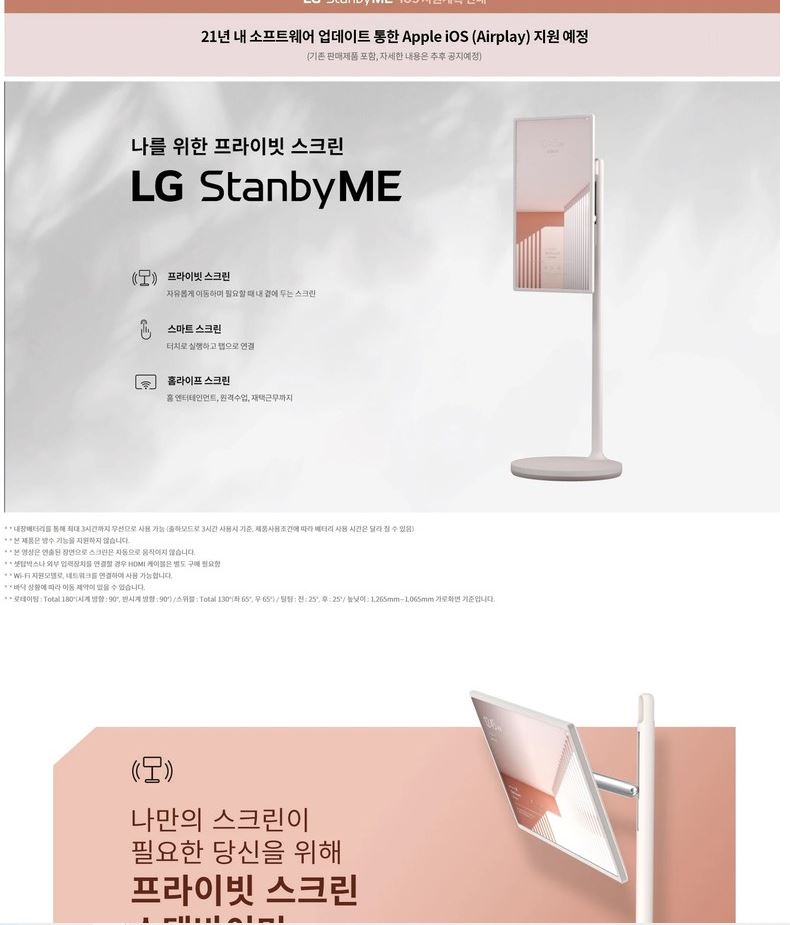 LG StanbyME iOS 지원계획 안내
21년 내 소프트웨어 업데이트 통한 Apple iOS (Airplay) 지원 예정
(기존 판매제품 포함, 자세한 내용은 추후 공지예정)
나를 위한 프라이빗 스크린
LG StanbyME
프라이빗 스크린
자유롭게 이동하며 필요할 때 내 곁에 두는 스크린
스마트 스크린
터치로 실행하고 탭으로 연결
홈라이프 스크린
홈 엔터테인먼트, 원격수업, 재택근무까지
* * 내장배터리를 통해 최대 3시간까지 무선으로 사용 가능 (출하모드로 3시간 사용시 기준, 제품사용조건에 따라 배터리 사용 시간은 달라 질 수 있음)
* * 본 제품은 방수 기능을 지원하지 않습니다.
* * 본 영상은 연출된 장면으로 스크린은 자동으로 움직이지 않습니다.
* * 셋탑박스나 외부 입력장치를 연결할 경우 HDMI 케이블은 별도 구매 필요함
* * Wi-Fi 지원모델로, 네트워크를 연결하여 사용 가능합니다.
* * 바닥 상황에 따라 이동 제약이 있을 수 있습니다.
* * 로테이팅 : Total 180°(시계 방향 : 90°, 반시계 방향 : 90°) /스위블 : Total 130°(좌 65°, 우 65°) / 틸팅 : 전 : 25°, 후 : 25°/ 높낮이 : 1,265mm~1,065mm 가로화면 기준입니다.
나만의 스크린이
필요한 당신을 위해
프라이빗 스크린
스탠바이미